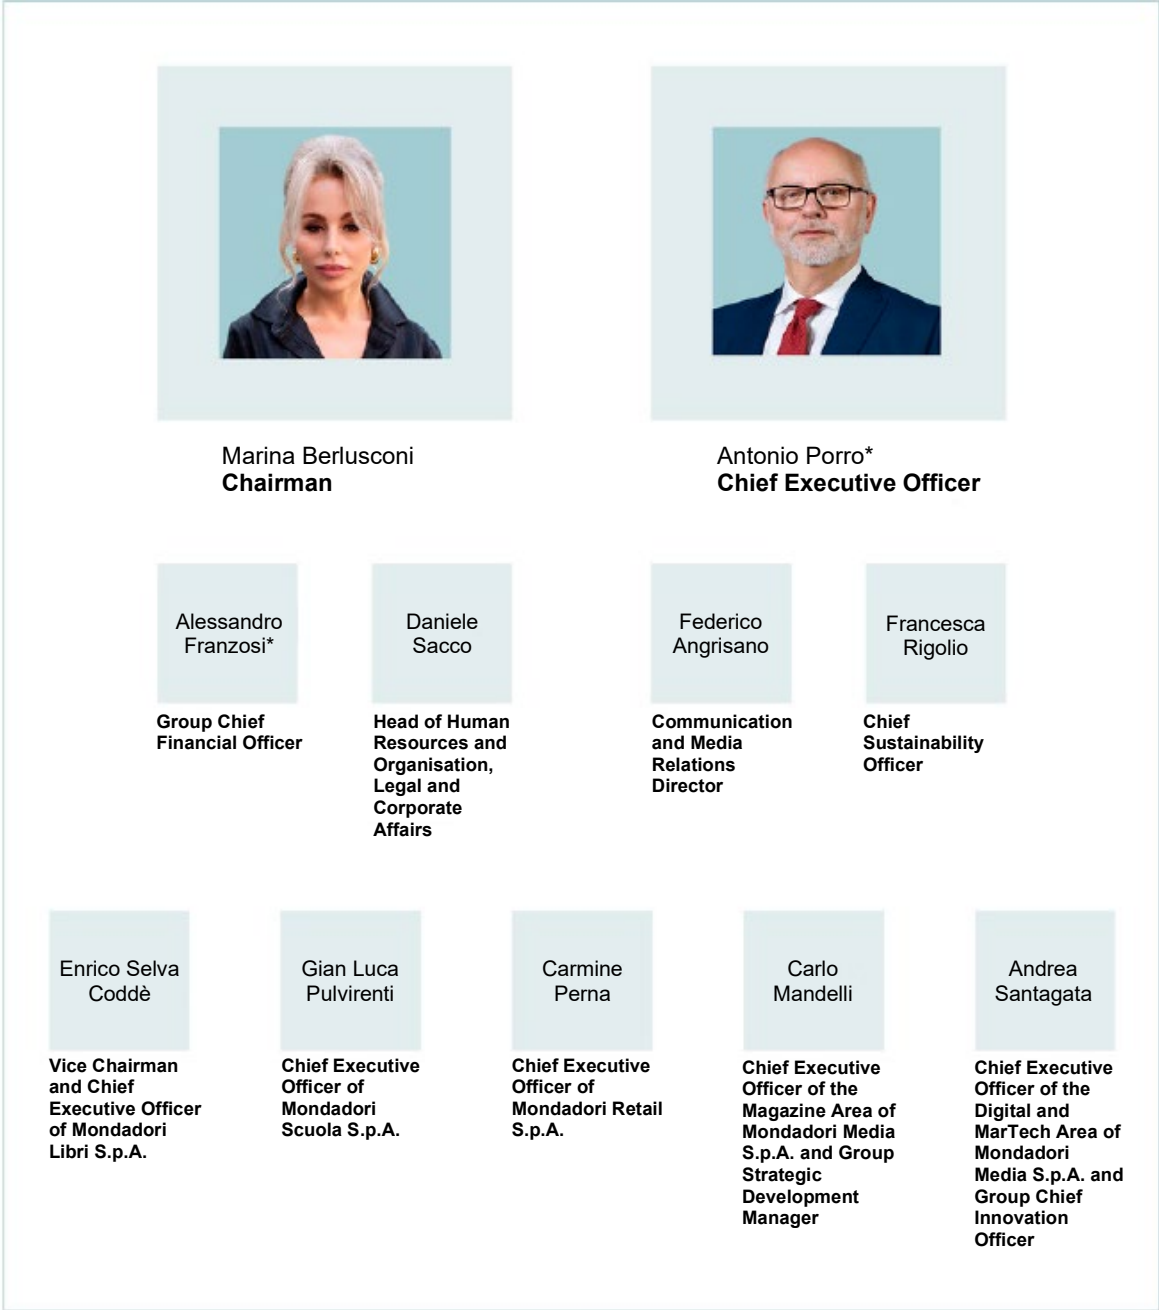 Marina Berlusconi
Chairman
Antonio Porro*
Chief Executive Officer
Alessandro
Franzosi*
Group Chief
Financial Officer
Daniele
Sacco
Head of Human
Resources and
Organisation,
Legal and
Corporate
Affairs
Federico
Angrisano
Communication
and Media
Relations
Director
Francesca
Rigolio
Chief
Sustainability
Officer
Enrico Selva
Coddè
Vice Chairman
and Chief
Executive Officer
of Mondadori
Libri S.p.A.
Gian Luca
Pulvirenti
Chief Executive
Officer of
Mondadori
Scuola S.p.A.
Carmine
Perna
Chief Executive
Officer of
Mondadori Retail
S.p.A.
Carlo
Mandelli
Chief Executive
Officer of the
Magazine Area of
Mondadori Media
S.p.A. and Group
Strategic
Development
Manager
Andrea
Santagata
Chief Executive
Officer of the
Digital and
MarTech Area of
Mondadori
Media S.p.A. and
Group Chief
Innovation
Officer